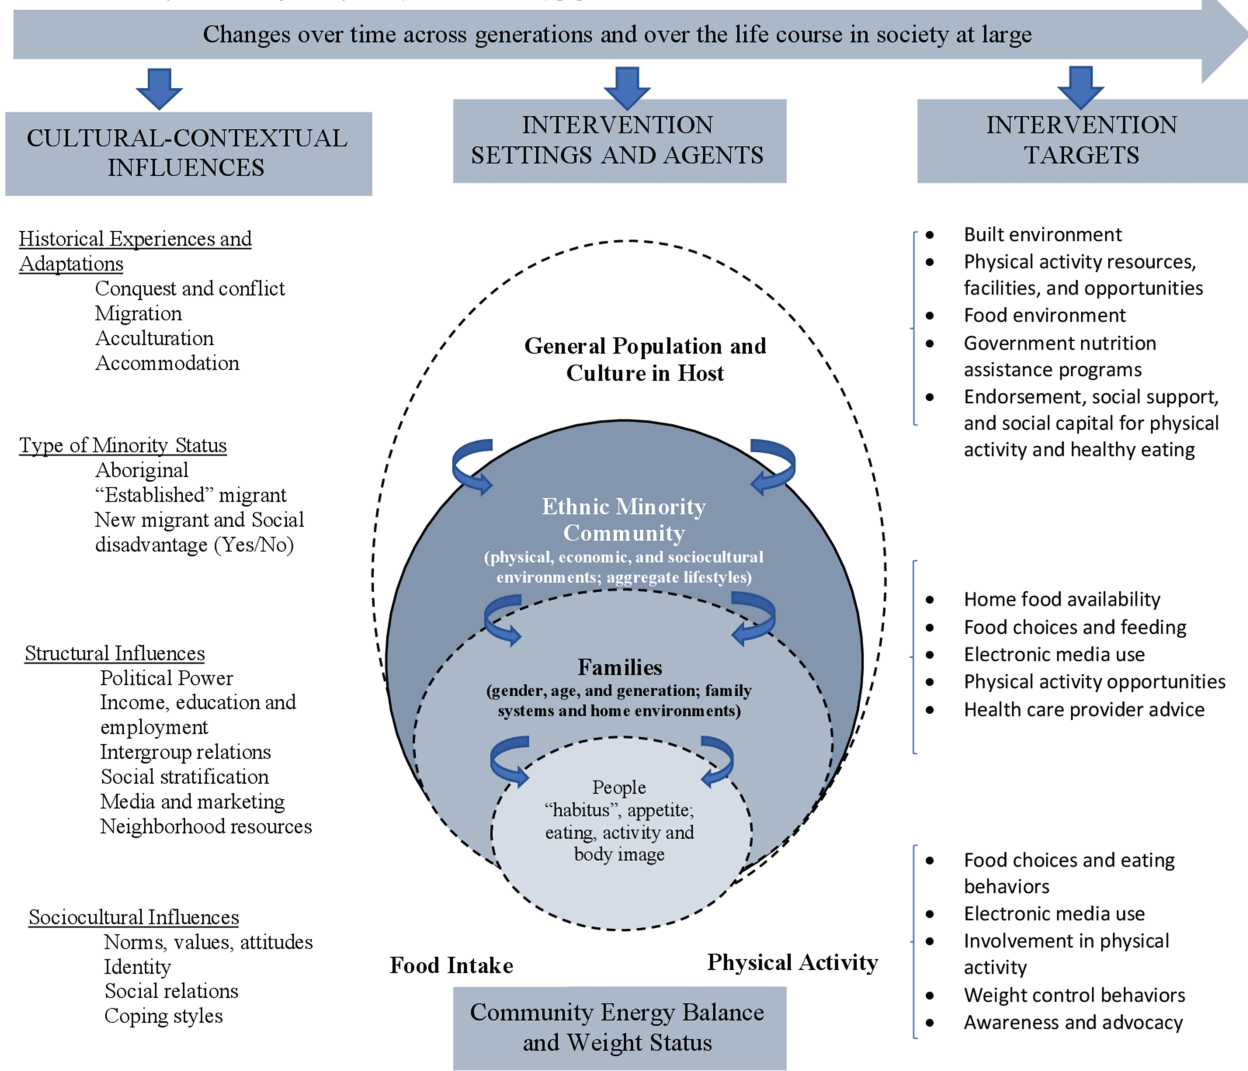 Changes over time across generations and over the life course in society at large
CULTURAL-CONTEXTUAL
INFLUENCES
INTERVENTION
SETTINGS AND AGENTS
INTERVENTION
TARGETS
Historical Experiences and
Adaptations
Conquest and conflict
Migration
Acculturation
Accommodation
Type of Minority Status
Aboriginal
“Established” migrant
New migrant and Social
disadvantage (Yes/No)
Structural Influences
Political Power
Income, education and
employment
Intergroup relations
Social stratification
Media and marketing
Neighborhood resources
Sociocultural Influences
Norms, values, attitudes
Identity
Social relations
Coping styles
General Population and
Culture in Host
Ethnic Minority
Community
(physical, economic, and sociocultural
environments; aggregate lifestyles)
Families
(gender, age, and generation; family
systems and home environments)
People
“habitus”, appetite;
eating, activity and
body image
Food Intake
Physical Activity
Community Energy Balance
and Weight Status
• Built environment
• Physical activity resources,
facilities, and opportunities
• Food environment
• Government nutrition
assistance programs
• Endorsement, social support,
and social capital for physical
activity and healthy eating
• Home food availability
• Food choices and feeding
• Electronic media use
• Physical activity opportunities
• Health care provider advice
• Food choices and eating
behaviors
• Electronic media use
• Involvement in physical
activity
• Weight control behaviors
• Awareness and advocacy